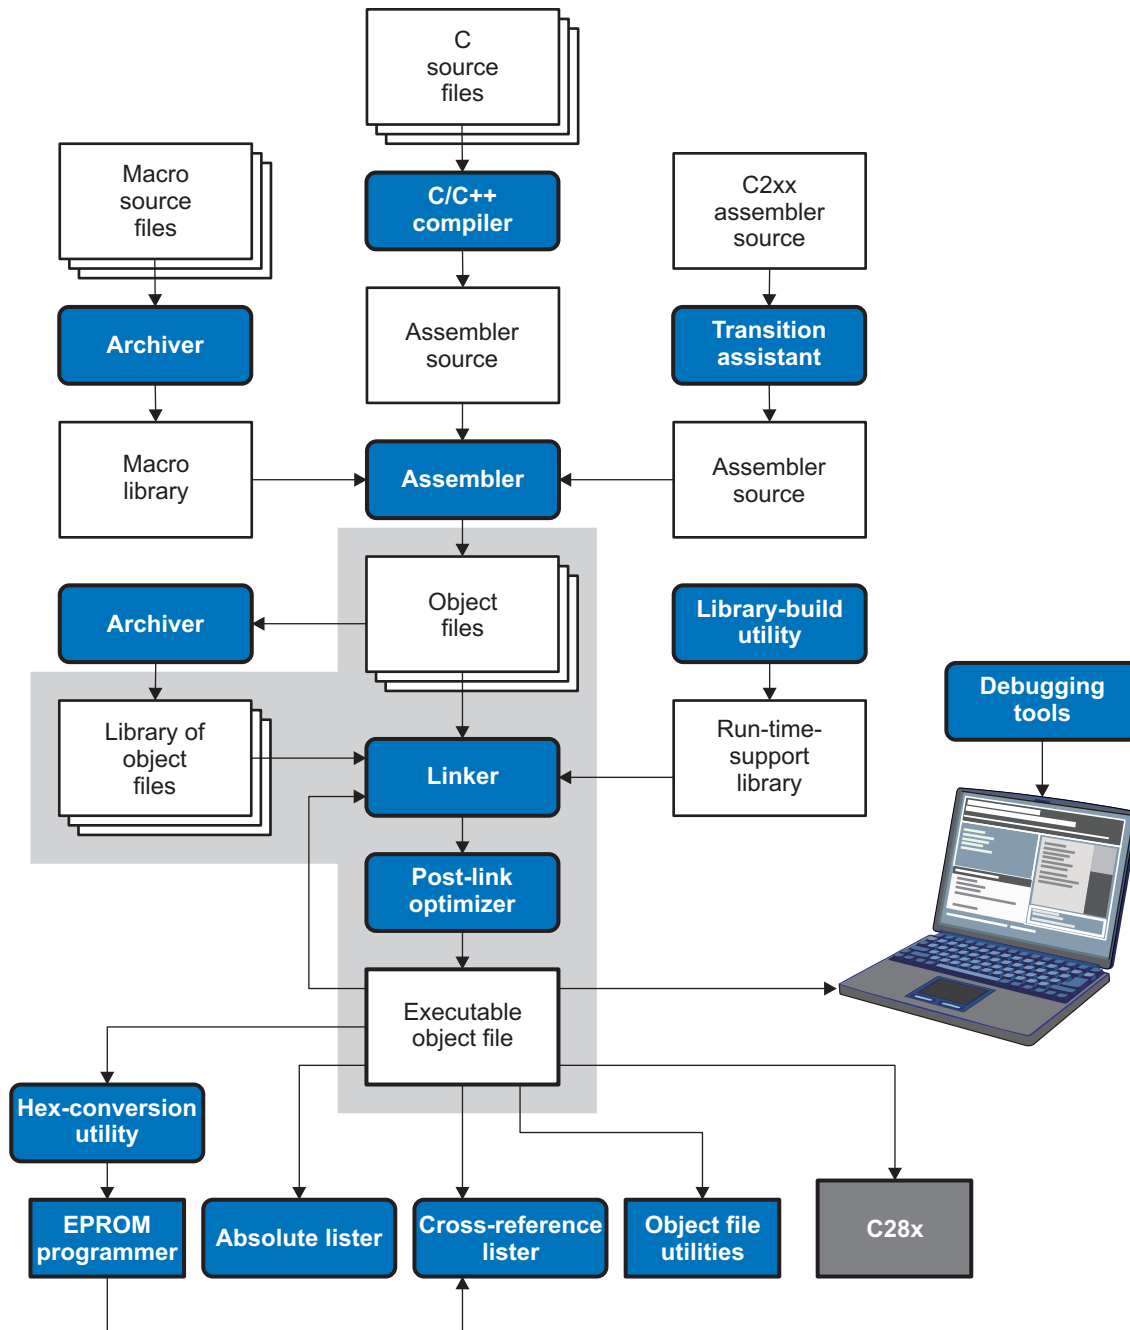 C
source
files
Macro
source
files
C/C++
compiler
C2xx
assembler
source
Archiver
Assembler
source
Transition
assistant
Macro
library
Assembler
Assembler
source
Archiver
Object
files
Library-build
utility
Debugging
tools
Library of
object
files
Linker
Run-time-
support
library
Post-link
optimizer
Executable
object file
Hex-conversion
utility
EPROM
programmer
Absolute lister
Cross-reference
lister
Object file
utilities
C28x